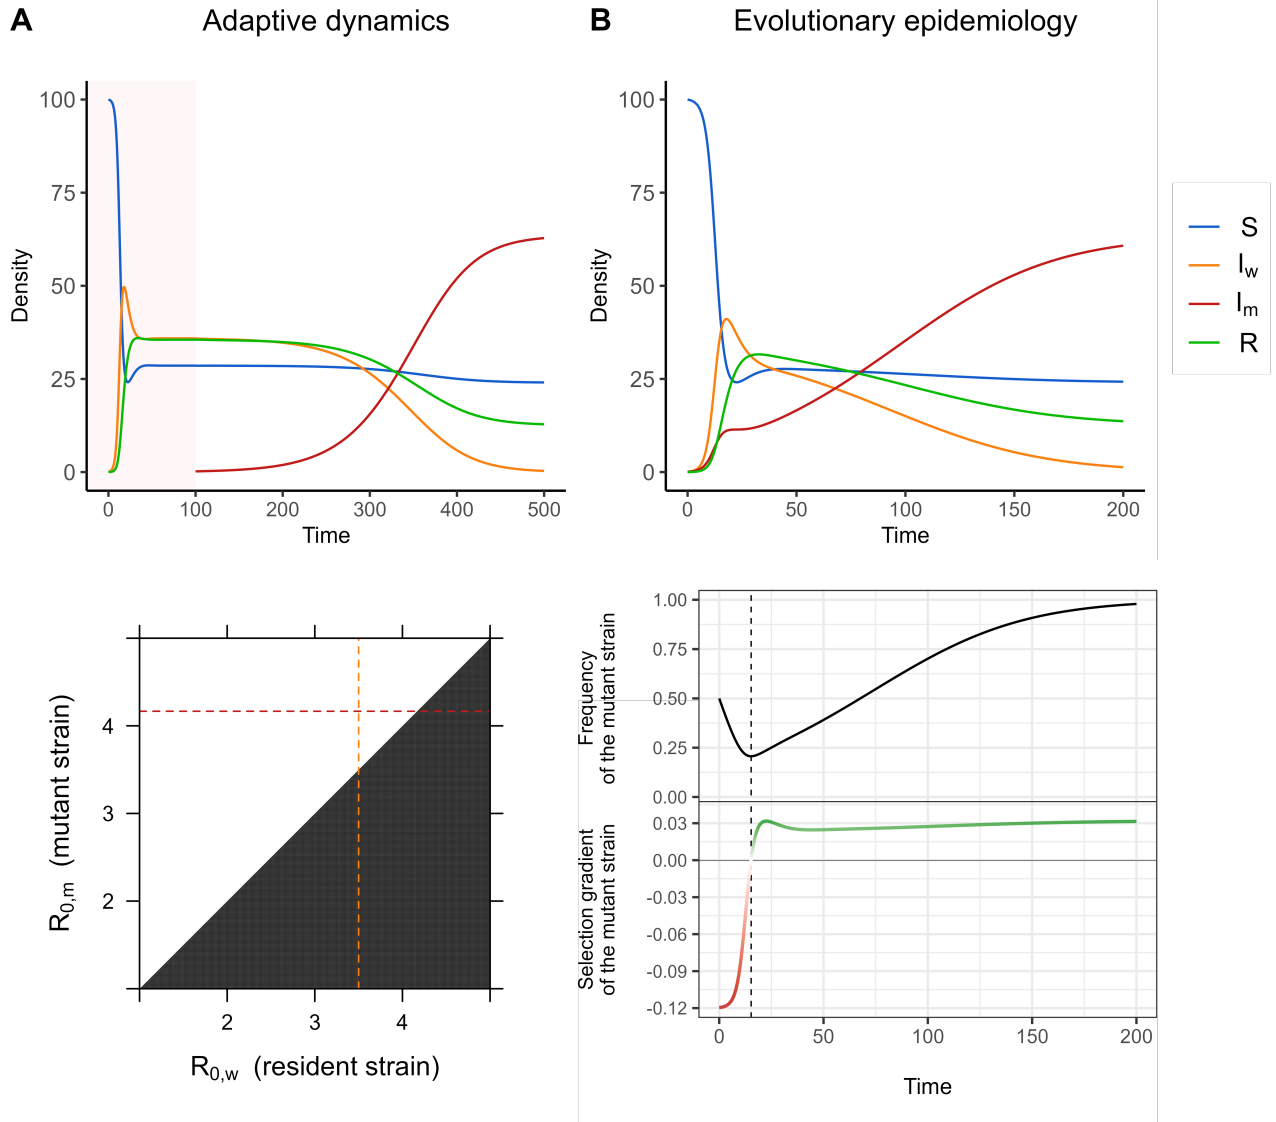 A
Adaptive dynamics
B
Evolutionary epidemiology
Density
100
75
50
25
0
0 100 200 300 400 500
Time
Density
100
75
50
25
0
0 50 100 150 200
Time
S
Iw
Im
R
R0,m (mutant strain)
4
3
2
2 3 4
R0,w (resident strain)
Frequency
of the mutant strain
1.00
0.75
0.50
0.25
0.00
Selection gradient
of the mutant strain
0.03
0.00
-0.03
-0.06
-0.09
-0.12
0 50 100 150 200
Time